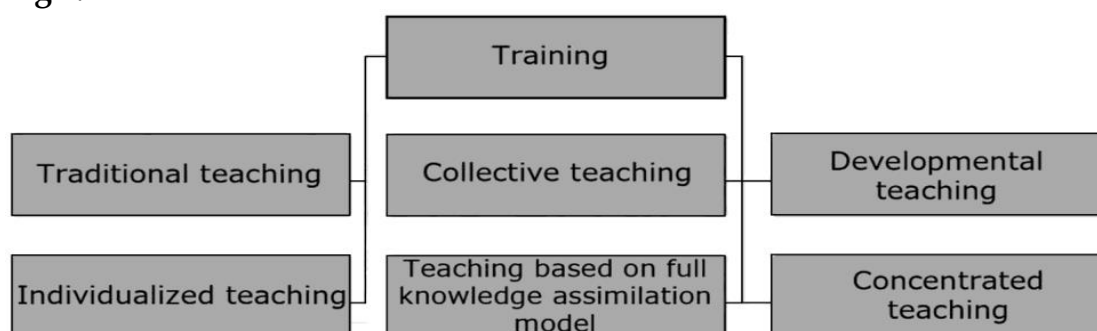 Training
Traditional teaching
Collective teaching
Developmental
teaching
Individualized teaching
Teaching based on full
knowledge assimilation
model
Concentrated
teaching